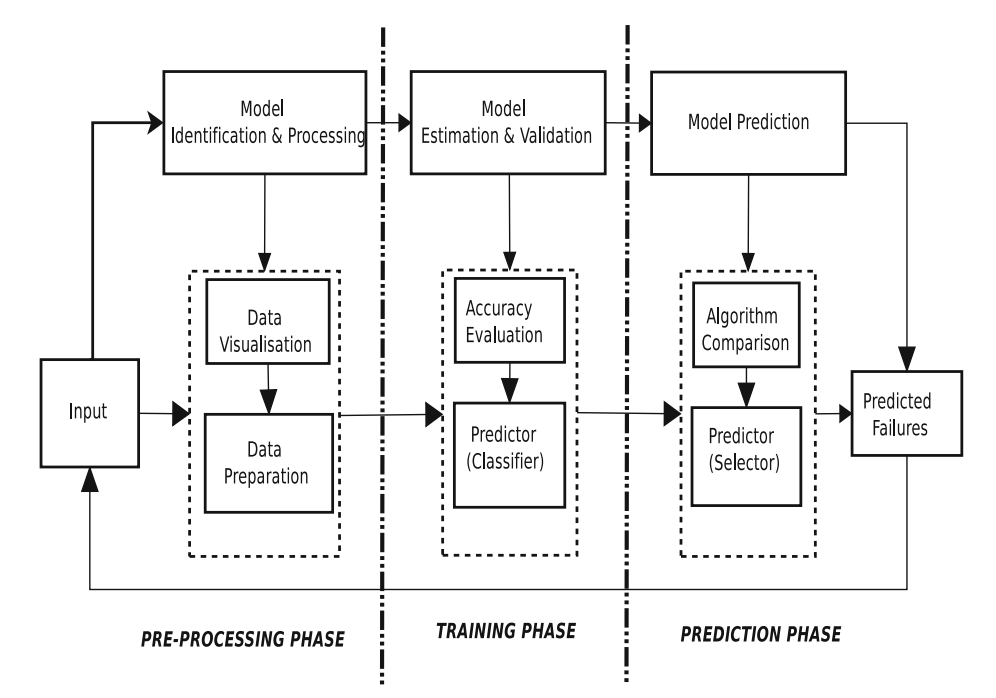 Model
Identification & Processing
Model
Estimation & Validation
Model Prediction
Data
Visualisation
Accuracy
Evaluation
Algorithm
Comparison
Input
Data
Preparation
Predictor
(Classifier)
Predictor
(Selector)
Predicted
Failures
PRE-PROCESSING PHASE
TRAINING PHASE
PREDICTION PHASE